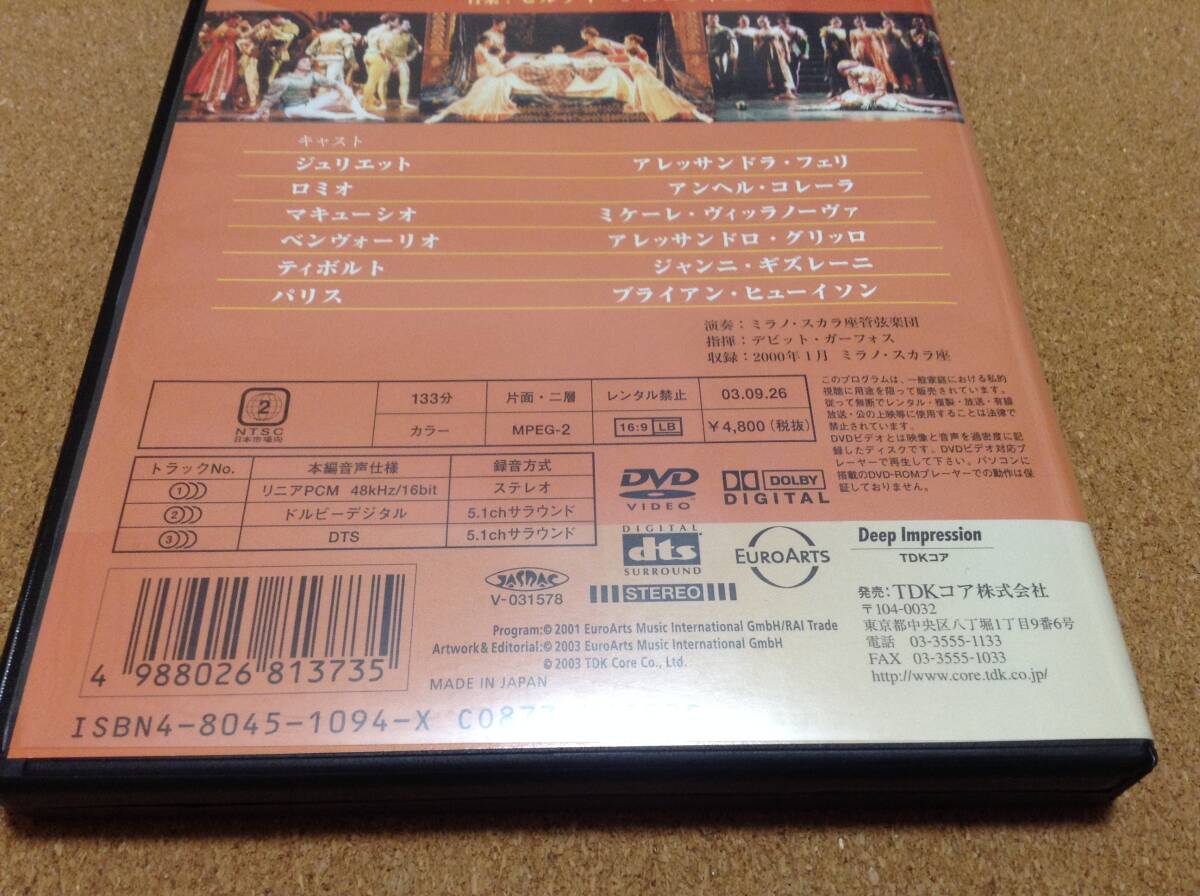 キャスト
ジュリエット アレッサンドラ・フェリ
ロミオ アンヘル・コレーラ
マキューシオ ミケーレ・ヴィッラノーヴァ
ベンヴォーリオ アレッサンドロ・グリッロ
ティボルト ジャンニ・ギズレーニ
パリス ブライアン・ヒューイソン
演奏：ミラノ・スカラ座管弦楽団
指揮：デビット・ガーフォス
収録：2000年1月 ミラノ・スカラ座
2
NTSC
日本市場向
133分 片面・二層 レンタル禁止 03.09.26
カラー MPEG-2 16:9 LB ￥4,800（税抜）
このプログラムは、一般家庭における私的
視聴に用途を限って販売されています。
従って無断でレンタル・複製・放送・有線
放送・公の上映等に使用することは法律で
禁止されています。
DVDビデオとは映像と音声を高密度に記
録したディスクです。DVDビデオ対応プ
レーヤーで再生して下さい。パソコンに
搭載のDVD-ROMプレーヤーでの動作は保
証しておりません。
トラックNo. 本編音声仕様 録音方式
1 リニアPCM 48kHz/16bit ステレオ
2 ドルビーデジタル 5.1chサラウンド
3 DTS 5.1chサラウンド
DVD
VIDEO
DOLBY
DIGITAL
DIGITAL
dts
SURROUND
EUROARTS
Deep Impression
TDKコア
JASRAC
V-031578
STEREO
発売：TDKコア株式会社
〒104-0032
東京都中央区八丁堀1丁目9番6号
電話 03-3555-1133
FAX 03-3555-1033
http://www.core.tdk.co.jp/
Program:© 2001 EuroArts Music International GmbH/RAI Trade
Artwork & Editorial:© 2003 EuroArts Music International GmbH
© 2003 TDK Core Co., Ltd.
MADE IN JAPAN
4 988026 813735
ISBN4-8045-1094-X